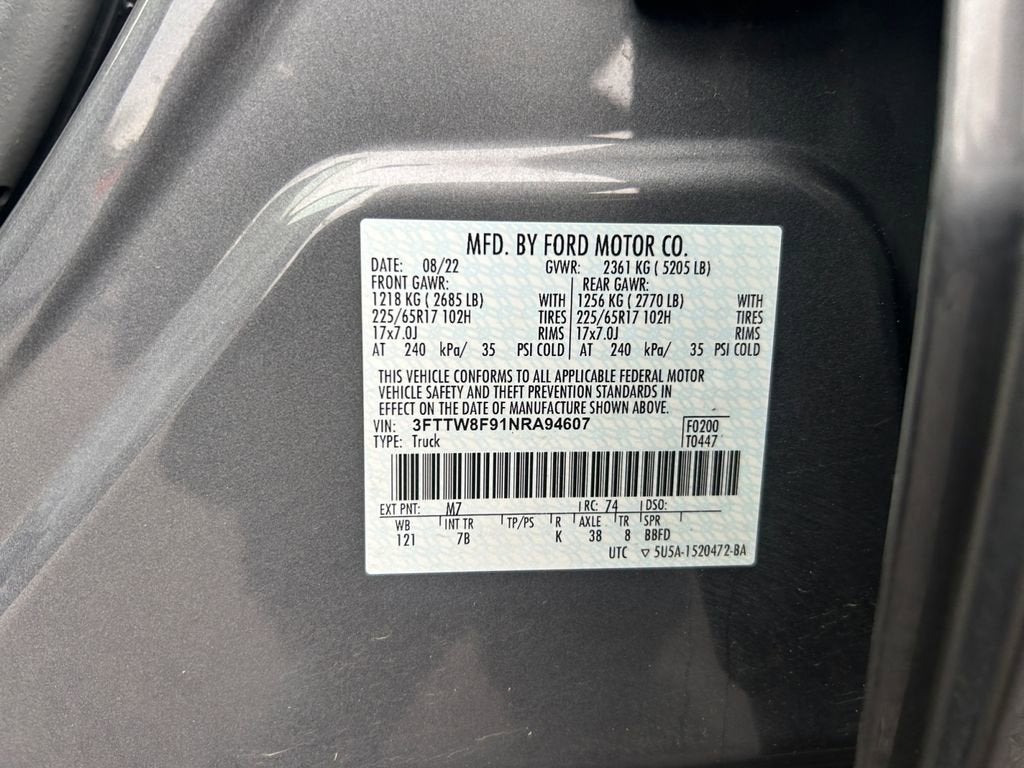 MFD. BY FORD MOTOR CO.
DATE: 08/22 GVWR: 2361 KG ( 5205 LB)
FRONT GAWR: REAR GAWR:
1218 KG ( 2685 LB) WITH 1256 KG ( 2770 LB) WITH
225/65R17 102H TIRES 225/65R17 102H TIRES
17x7.0J RIMS 17x7.0J RIMS
AT 240 kPa/ 35 PSI COLD AT 240 kPa/ 35 PSI COLD
THIS VEHICLE CONFORMS TO ALL APPLICABLE FEDERAL MOTOR
VEHICLE SAFETY AND THEFT PREVENTION STANDARDS IN
EFFECT ON THE DATE OF MANUFACTURE SHOWN ABOVE.
VIN: 3FTTW8F91NRA94607 F0200
TYPE: Truck T0447
EXT PNT: M7 RC: 74 DSO:
WB INT TR TP/PS R AXLE TR SPR
121 7B K 38 8 BBFD
UTC ▽ 5U5A-1520472-BA